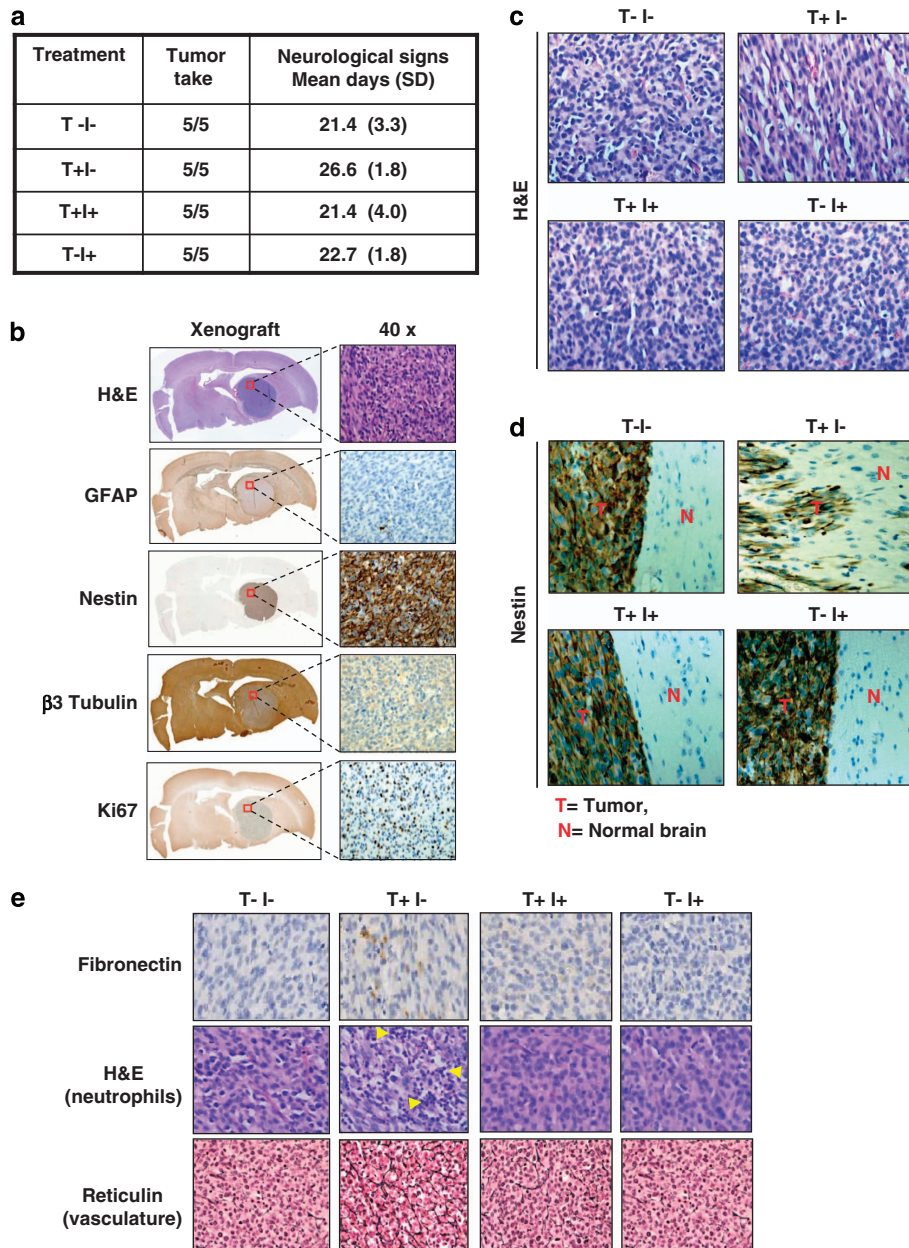 a
Treatment Tumor take Neurological signs Mean days (SD)
T -I- 5/5 21.4 (3.3)
T+I- 5/5 26.6 (1.8)
T+I+ 5/5 21.4 (4.0)
T-I+ 5/5 22.7 (1.8)
b
Xenograft 40 x
H&E
GFAP
Nestin
β3 Tubulin
Ki67
c
T- I- T+ I-
H&E
T+ I+ T- I+
d
T-I- T+ I-
T N T N
Nestin
T+ I+ T- I+
T N T N
T= Tumor,
N= Normal brain
e
T- I- T+ I- T+ I+ T- I+
Fibronectin
H&E
(neutrophils)
Reticulin
(vasculature)